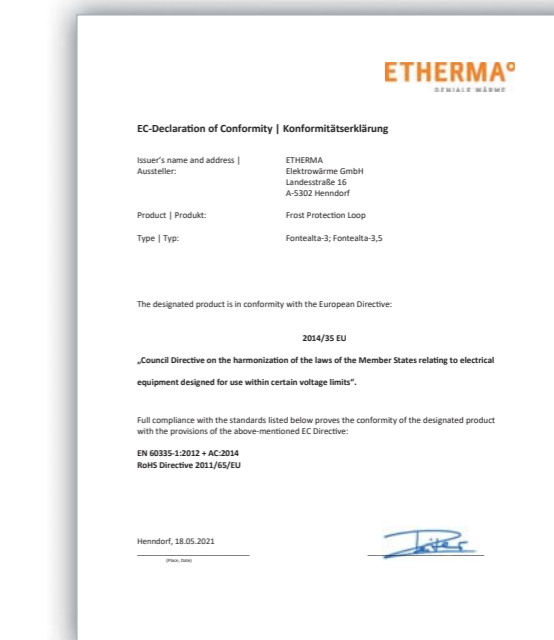 ETHERMA°
GENIALE WÄRME
EC-Declaration of Conformity | Konformitätserklärung
Issuer's name and address |
Aussteller:
ETHERMA
Elektrowärme GmbH
Landesstraße 16
A-5302 Henndorf
Product | Produkt:
Frost Protection Loop
Type | Typ:
Fontealta-3; Fontealta-3,5
The designated product is in conformity with the European Directive:
2014/35 EU
„Council Directive on the harmonization of the laws of the Member States relating to electrical
equipment designed for use within certain voltage limits“.
Full compliance with the standards listed below proves the conformity of the designated product
with the provisions of the above-mentioned EC Directive:
EN 60335-1:2012 + AC:2014
RoHS Directive 2011/65/EU
Henndorf, 18.05.2021
(Place, Date)